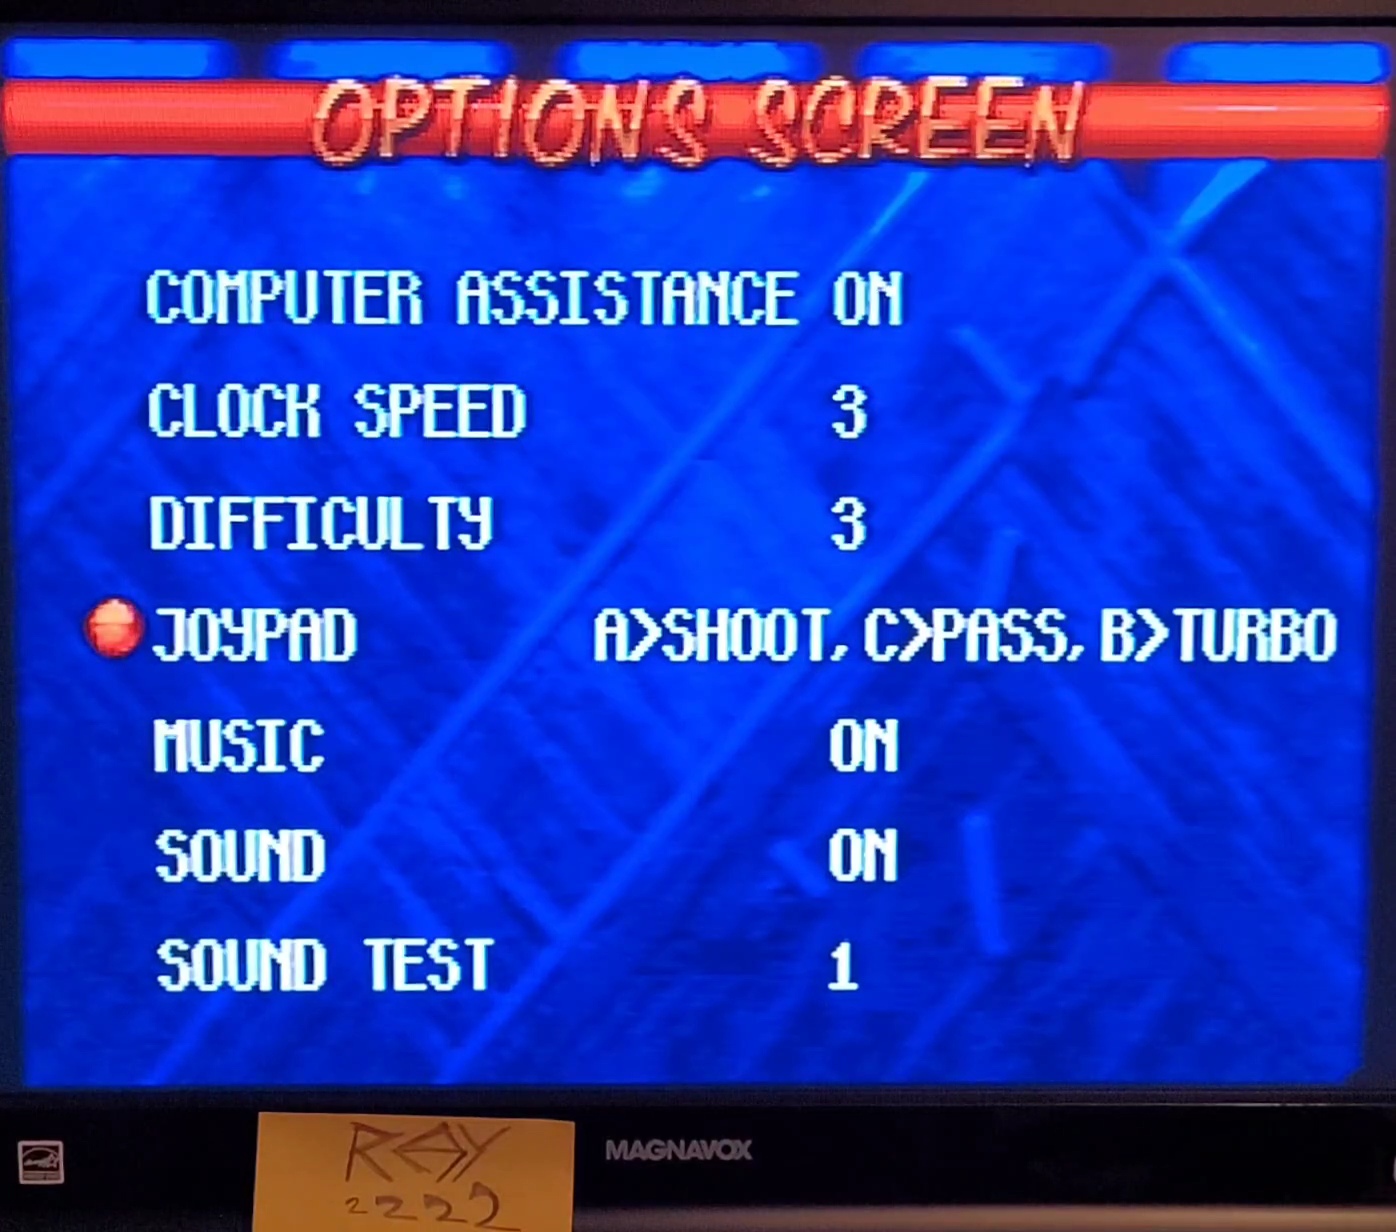 OPTIONS SCREEN
COMPUTER ASSISTANCE ON
CLOCK SPEED 3
DIFFICULTY 3
JOYPAD A>SHOOT, C>PASS, B>TURBO
MUSIC ON
SOUND ON
SOUND TEST 1
MAGNAVOX
RAY
2222